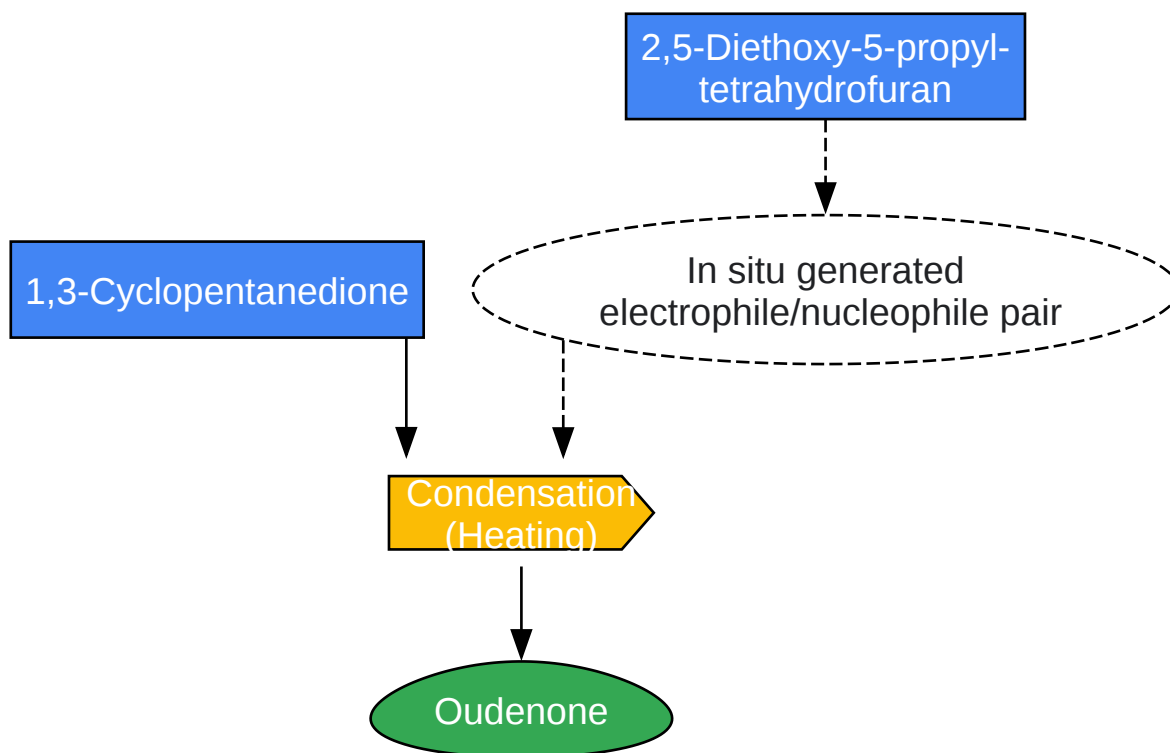 2,5-Diethoxy-5-propyl-
tetrahydrofuran
1,3-Cyclopentanedione
In situ generated
electrophile/nucleophile pair
Condensation
(Heating)
Oudenone